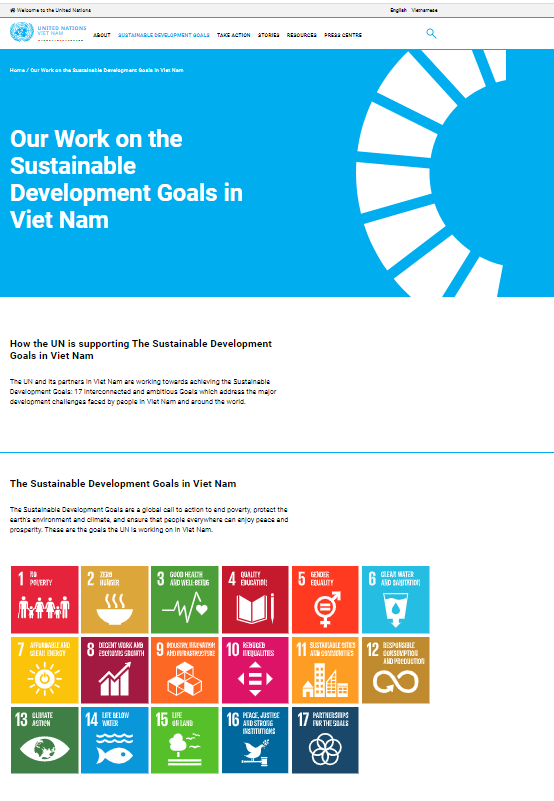 Welcome to the United Nations
English Vietnamese
UNITED NATIONS
VIET NAM
ABOUT SUSTAINABLE DEVELOPMENT GOALS TAKE ACTION STORIES RESOURCES PRESS CENTRE
Home / Our Work on the Sustainable Development Goals in Viet Nam
Our Work on the
Sustainable
Development Goals in
Viet Nam
How the UN is supporting The Sustainable Development
Goals in Viet Nam
The UN and its partners in Viet Nam are working towards achieving the Sustainable
Development Goals: 17 interconnected and ambitious Goals which address the major
development challenges faced by people in Viet Nam and around the world.
The Sustainable Development Goals in Viet Nam
The Sustainable Development Goals are a global call to action to end poverty, protect the
earth's environment and climate, and ensure that people everywhere can enjoy peace and
prosperity. These are the goals the UN is working on in Viet Nam.
1 NO
POVERTY
2 ZERO
HUNGER
3 GOOD HEALTH
AND WELL-BEING
4 QUALITY
EDUCATION
5 GENDER
EQUALITY
6 CLEAN WATER
AND SANITATION
7 AFFORDABLE AND
CLEAN ENERGY
8 DECENT WORK AND
ECONOMIC GROWTH
9 INDUSTRY, INNOVATION
AND INFRASTRUCTURE
10 REDUCED
INEQUALITIES
11 SUSTAINABLE CITIES
AND COMMUNITIES
12 RESPONSIBLE
CONSUMPTION
AND PRODUCTION
13 CLIMATE
ACTION
14 LIFE BELOW
WATER
15 LIFE
ON LAND
16 PEACE, JUSTICE
AND STRONG
INSTITUTIONS
17 PARTNERSHIPS
FOR THE GOALS